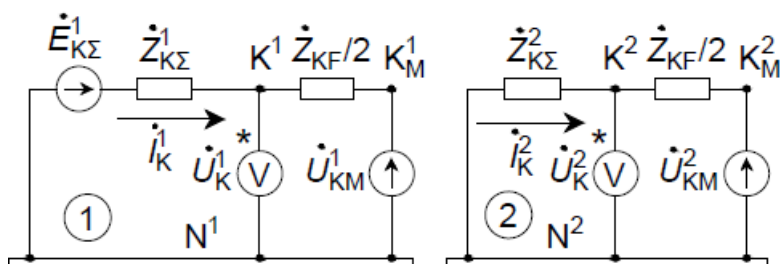 Ė¹KΣ Ż¹KΣ K¹ ŻKF/2 K¹M
İ¹K * U̇¹K V U̇¹KM
1 N¹
Ż²KΣ K² ŻKF/2 K²M
İ²K * U̇²K V U̇²KM
2 N²